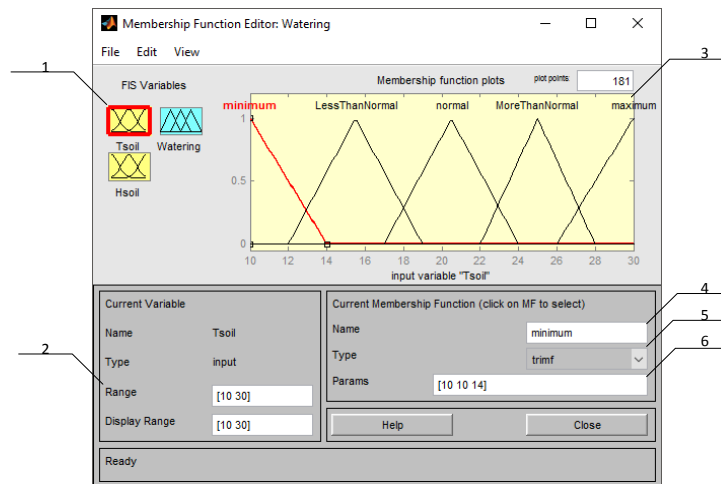 Membership Function Editor: Watering
File Edit View
1
3
FIS Variables
Membership function plots
plot points:
181
minimum LessThanNormal normal MoreThanNormal maximum
Tsoil Watering
Hsoil
1
0.5
0
10 12 14 16 18 20 22 24 26 28 30
input variable "Tsoil"
Current Variable
Name Tsoil
Type input
2
Range [10 30]
Display Range [10 30]
Current Membership Function (click on MF to select)
4
Name minimum
5
Type trimf
6
Params [10 10 14]
Help Close
Ready